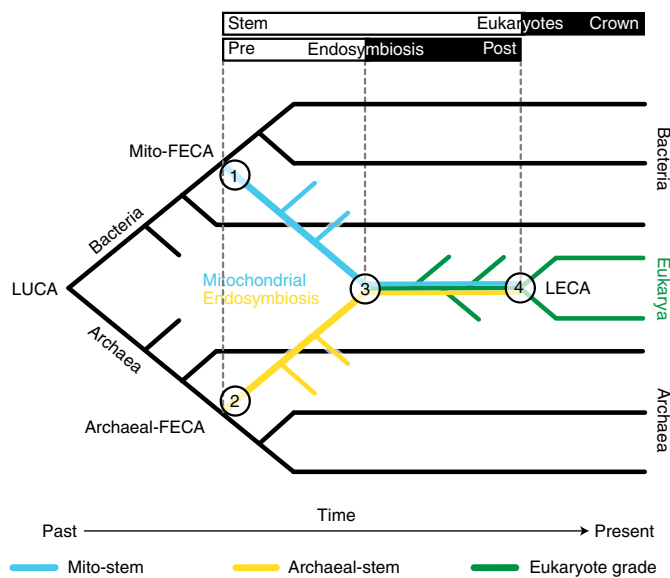 Stem Eukaryotes Crown
Pre Endosymbiosis Post
Mito-FECA
1
Bacteria
Bacteria
Mitochondrial
Endosymbiosis
LUCA
3
4
LECA
Eukarya
Archaea
2
Archaeal-FECA
Archaea
Time
Past
Present
Mito-stem
Archaeal-stem
Eukaryote grade